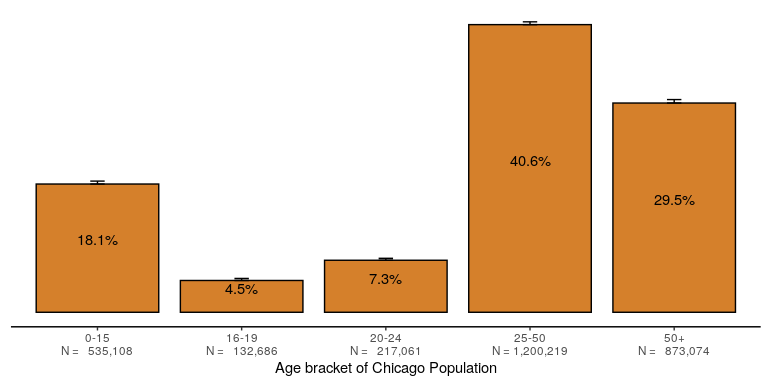 40.6%
29.5%
18.1%
7.3%
4.5%
0-15 16-19 20-24 25-50 50+
N = 535,108 N = 132,686 N = 217,061 N = 1,200,219 N = 873,074
Age bracket of Chicago Population